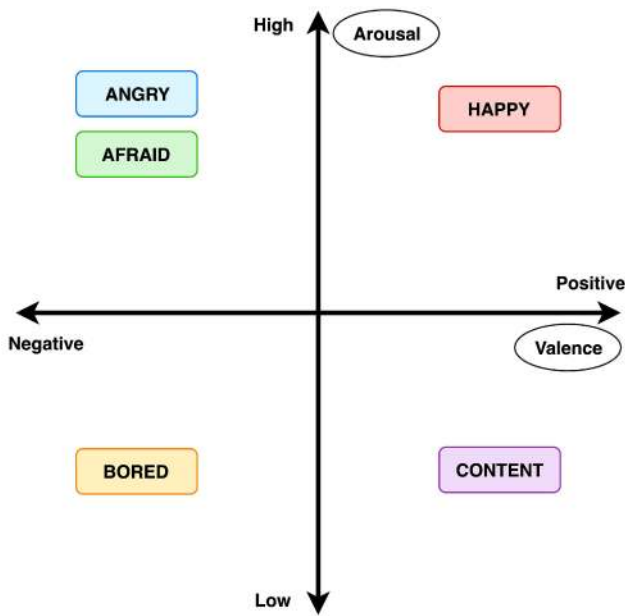 High
Arousal
ANGRY
HAPPY
AFRAID
Positive
Negative
Valence
BORED
CONTENT
Low